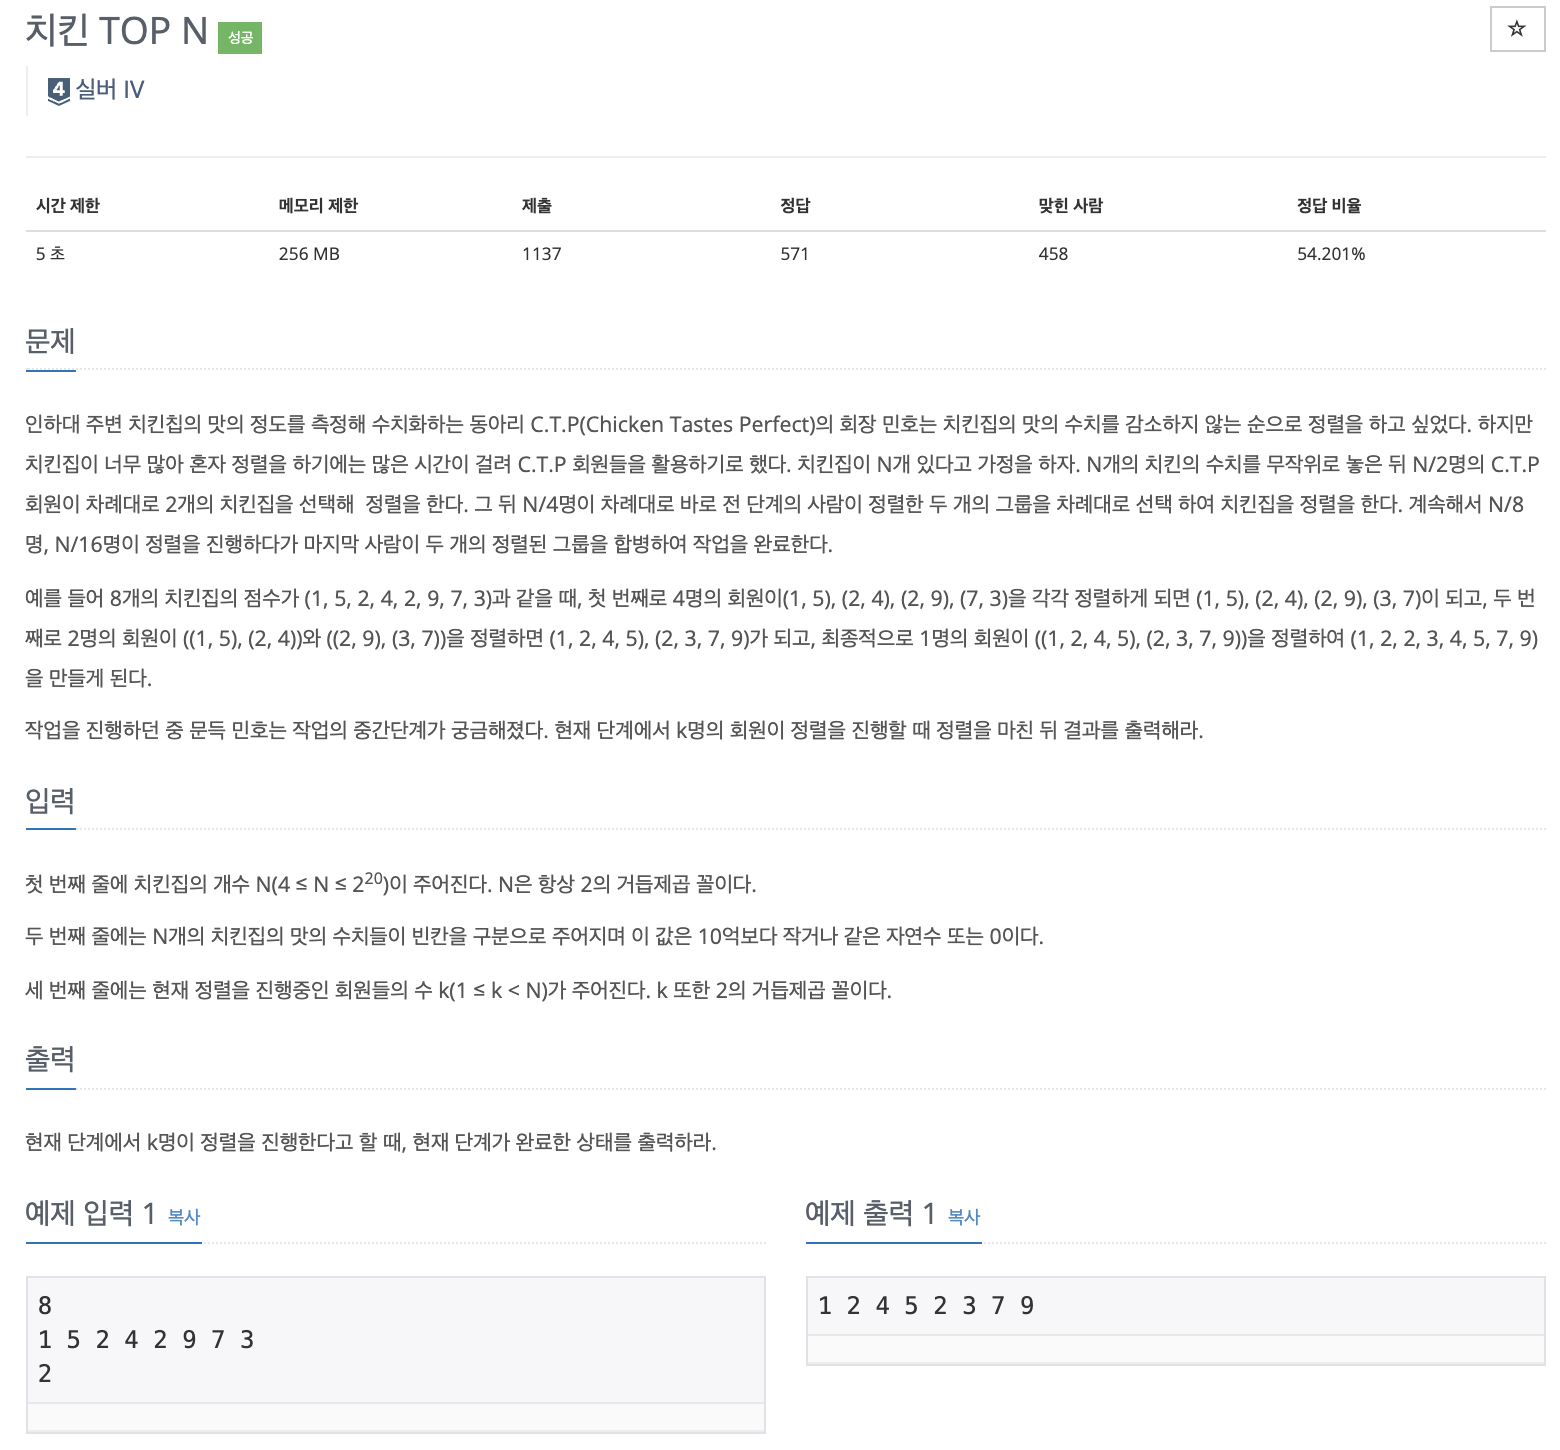 치킨 TOP N 성공 ☆
4 실버 IV
시간 제한 메모리 제한 제출 정답 맞힌 사람 정답 비율
5 초 256 MB 1137 571 458 54.201%
문제
인하대 주변 치킨칩의 맛의 정도를 측정해 수치화하는 동아리 C.T.P(Chicken Tastes Perfect)의 회장 민호는 치킨집의 맛의 수치를 감소하지 않는 순으로 정렬을 하고 싶었다. 하지만
치킨집이 너무 많아 혼자 정렬을 하기에는 많은 시간이 걸려 C.T.P 회원들을 활용하기로 했다. 치킨집이 N개 있다고 가정을 하자. N개의 치킨의 수치를 무작위로 놓은 뒤 N/2명의 C.T.P
회원이 차례대로 2개의 치킨집을 선택해  정렬을 한다. 그 뒤 N/4명이 차례대로 바로 전 단계의 사람이 정렬한 두 개의 그룹을 차례대로 선택 하여 치킨집을 정렬을 한다. 계속해서 N/8
명, N/16명이 정렬을 진행하다가 마지막 사람이 두 개의 정렬된 그룹을 합병하여 작업을 완료한다.
예를 들어 8개의 치킨집의 점수가 (1, 5, 2, 4, 2, 9, 7, 3)과 같을 때, 첫 번째로 4명의 회원이(1, 5), (2, 4), (2, 9), (7, 3)을 각각 정렬하게 되면 (1, 5), (2, 4), (2, 9), (3, 7)이 되고, 두 번
째로 2명의 회원이 ((1, 5), (2, 4))와 ((2, 9), (3, 7))을 정렬하면 (1, 2, 4, 5), (2, 3, 7, 9)가 되고, 최종적으로 1명의 회원이 ((1, 2, 4, 5), (2, 3, 7, 9))을 정렬하여 (1, 2, 2, 3, 4, 5, 7, 9)
을 만들게 된다.
작업을 진행하던 중 문득 민호는 작업의 중간단계가 궁금해졌다. 현재 단계에서 k명의 회원이 정렬을 진행할 때 정렬을 마친 뒤 결과를 출력해라.
입력
첫 번째 줄에 치킨집의 개수 N(4 ≤ N ≤ 2²⁰)이 주어진다. N은 항상 2의 거듭제곱 꼴이다.
두 번째 줄에는 N개의 치킨집의 맛의 수치들이 빈칸을 구분으로 주어지며 이 값은 10억보다 작거나 같은 자연수 또는 0이다.
세 번째 줄에는 현재 정렬을 진행중인 회원들의 수 k(1 ≤ k < N)가 주어진다. k 또한 2의 거듭제곱 꼴이다.
출력
현재 단계에서 k명이 정렬을 진행한다고 할 때, 현재 단계가 완료한 상태를 출력하라.
예제 입력 1 복사
8
1 5 2 4 2 9 7 3
2
예제 출력 1 복사
1 2 4 5 2 3 7 9